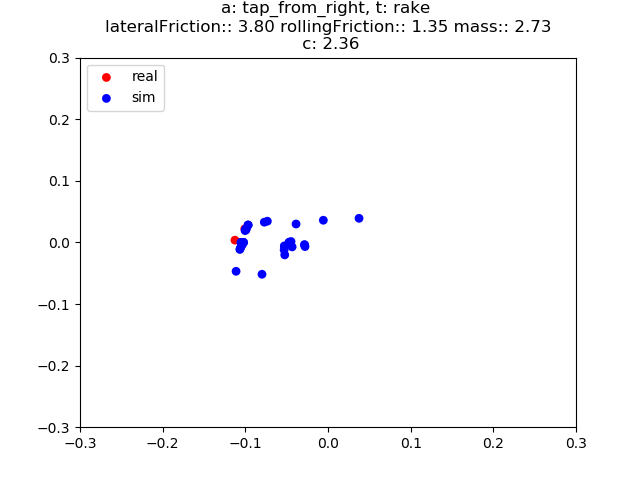 a: tap_from_right, t: rake
lateralFriction:: 3.80 rollingFriction:: 1.35 mass:: 2.73
c: 2.36
real
sim
0.3
0.2
0.1
0.0
−0.1
−0.2
−0.3
−0.3 −0.2 −0.1 0.0 0.1 0.2 0.3